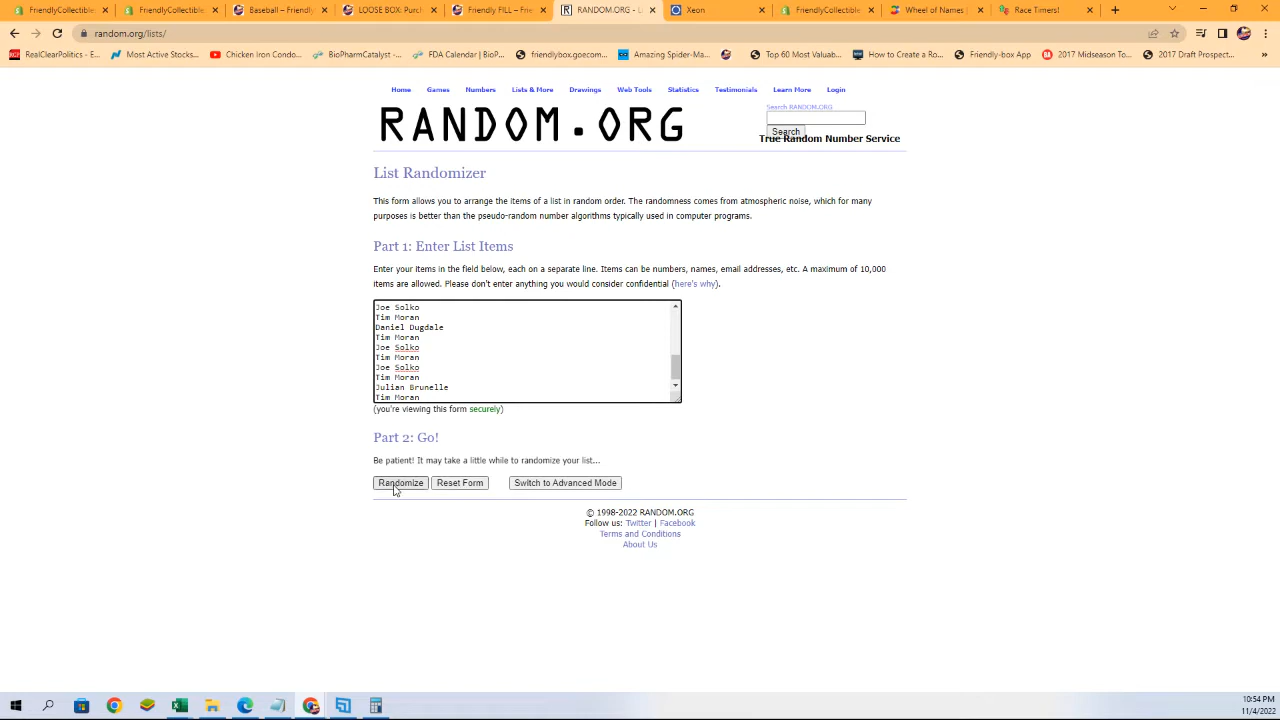 FriendlyCollectible
FriendlyCollectible
Baseball – Friendly
LOOSE BOX: Purc
Friendly FILL – Frie
RANDOM.ORG - L
Xeon
FriendlyCollectible
Wheel of Names |
Race Timers!
random.org/lists/
RealClearPolitics - E...
Most Active Stocks...
Chicken Iron Condo...
BioPharmCatalyst -...
FDA Calendar | BioP...
friendlybox.goecom...
Amazing Spider-Ma...
Top 60 Most Valuab...
How to Create a Ro...
Friendly-box App
2017 Midseason To...
2017 Draft Prospect...
Home Games Numbers Lists & More Drawings Web Tools Statistics Testimonials Learn More Login
RANDOM.ORG
Search RANDOM.ORG
Search
True Random Number Service
List Randomizer
This form allows you to arrange the items of a list in random order. The randomness comes from atmospheric noise, which for many
purposes is better than the pseudo-random number algorithms typically used in computer programs.
Part 1: Enter List Items
Enter your items in the field below, each on a separate line. Items can be numbers, names, email addresses, etc. A maximum of 10,000
items are allowed. Please don't enter anything you would consider confidential (here's why).
Joe Solko
Tim Moran
Daniel Dugdale
Tim Moran
Joe Solko
Tim Moran
Joe Solko
Tim Moran
Julian Brunelle
Tim Moran
(you're viewing this form securely)
Part 2: Go!
Be patient! It may take a little while to randomize your list...
Randomize Reset Form Switch to Advanced Mode
© 1998-2022 RANDOM.ORG
Follow us: Twitter | Facebook
Terms and Conditions
About Us
10:54 PM
11/4/2022